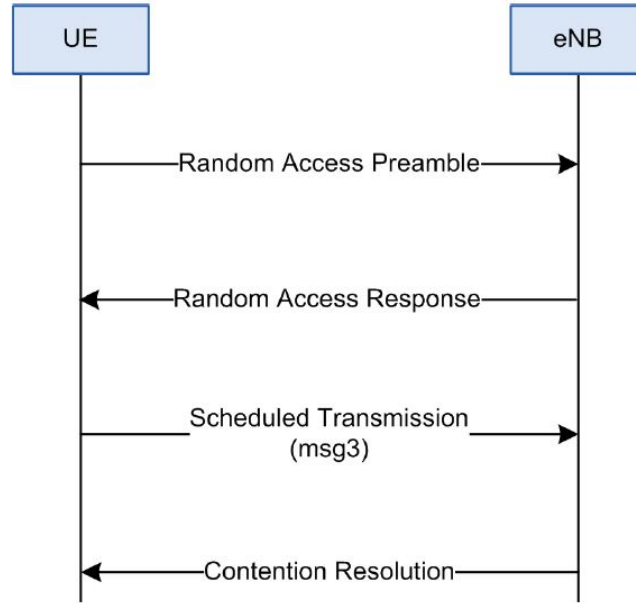 UE
eNB
Random Access Preamble
Random Access Response
Scheduled Transmission
(msg3)
Contention Resolution